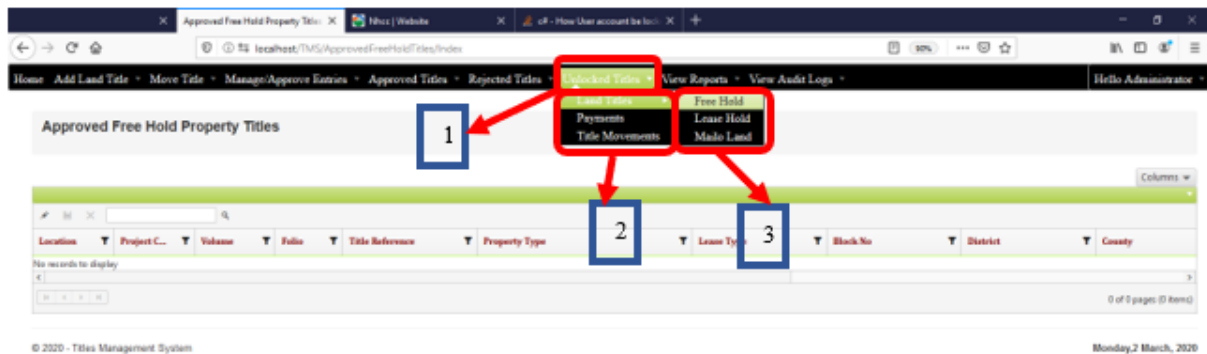 Approved Free Hold Property Titles
Nhcc | Website
c# - How User account be lock
localhost/TMS/ApprovedFreeHoldTitles/Index
90%
Home Add Land Title Move Title Manage/Approve Entries Approved Titles Rejected Titles Unlocked Titles View Reports View Audit Logs Hello Administrator
Land Titles Free Hold
Payments Lease Hold
Title Movements Mailo Land
Approved Free Hold Property Titles
1
2
3
Columns
Location Project C... Volume Folio Title Reference Property Type Lease Type Block No District County
No records to display
0 of 0 pages (0 items)
© 2020 - Titles Management System
Monday,2 March, 2020